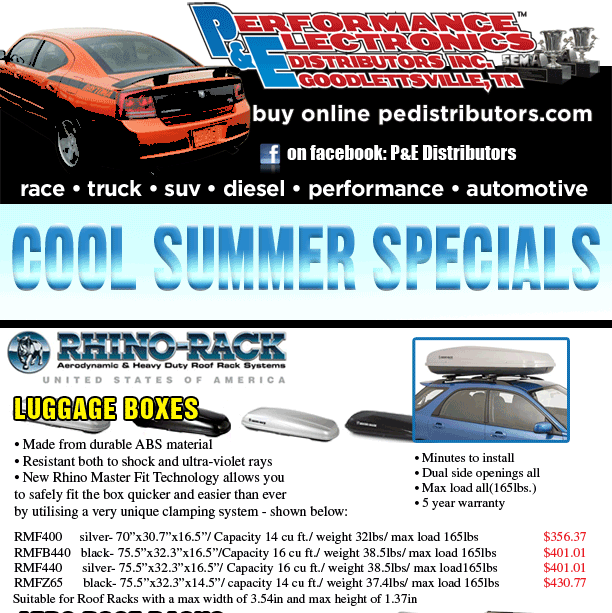 PERFORMANCE
P&E ELECTRONICS
DISTRIBUTORS INC.
GOODLETTSVILLE, TN
SEMA
buy online pedistributors.com
f on facebook: P&E Distributors
race • truck • suv • diesel • performance • automotive
COOL SUMMER SPECIALS
RHINO-RACK
Aerodynamic & Heavy Duty Roof Rack Systems
UNITED STATES OF AMERICA
LUGGAGE BOXES
• Made from durable ABS material
• Resistant both to shock and ultra-violet rays
• New Rhino Master Fit Technology allows you
to safely fit the box quicker and easier than ever
by utilising a very unique clamping system - shown below:
• Minutes to install
• Dual side openings all
• Max load all(165lbs.)
• 5 year warranty
RMF400 silver- 70”x30.7”x16.5”/ Capacity 14 cu ft./ weight 32lbs/ max load 165lbs $356.37
RMFB440 black- 75.5”x32.3”x16.5”/Capacity 16 cu ft./ weight 38.5lbs/ max load 165lbs $401.01
RMF440 silver- 75.5”x32.3”x16.5”/ Capacity 16 cu ft./ weight 38.5lbs/ max load165lbs $401.01
RMFZ65 black- 75.5”x32.3”x14.5”/ capacity 14 cu ft./ weight 37.4lbs/ max load 165lbs $430.77
Suitable for Roof Racks with a max width of 3.54in and max height of 1.37in